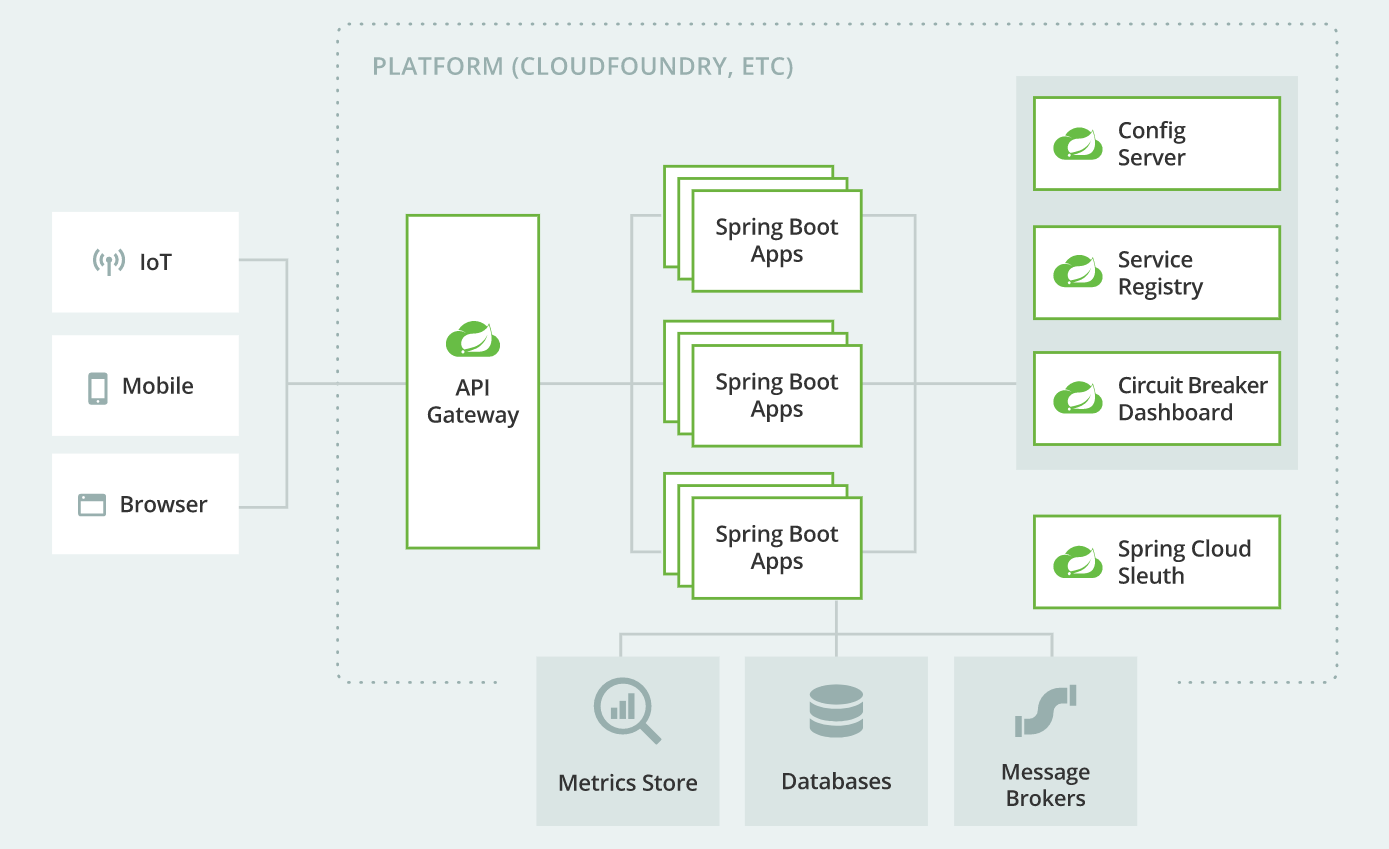 PLATFORM (CLOUDFOUNDRY, ETC)
IoT
Mobile
Browser
API
Gateway
Spring Boot
Apps
Spring Boot
Apps
Spring Boot
Apps
Config
Server
Service
Registry
Circuit Breaker
Dashboard
Spring Cloud
Sleuth
Metrics Store
Databases
Message
Brokers